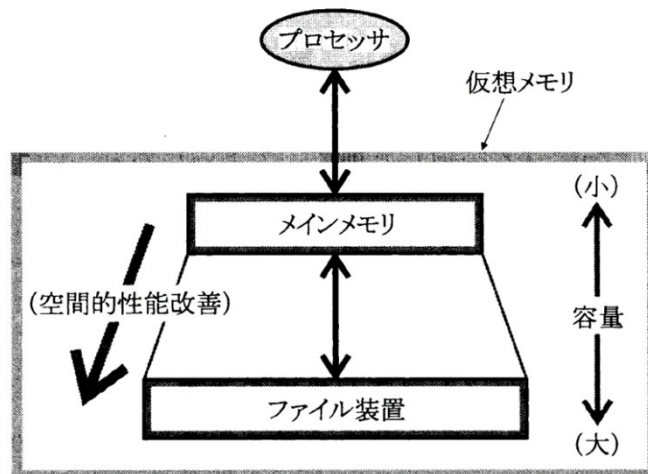 プロセッサ
仮想メモリ
メインメモリ
(小)
(空間的性能改善)
容量
ファイル装置
(大)